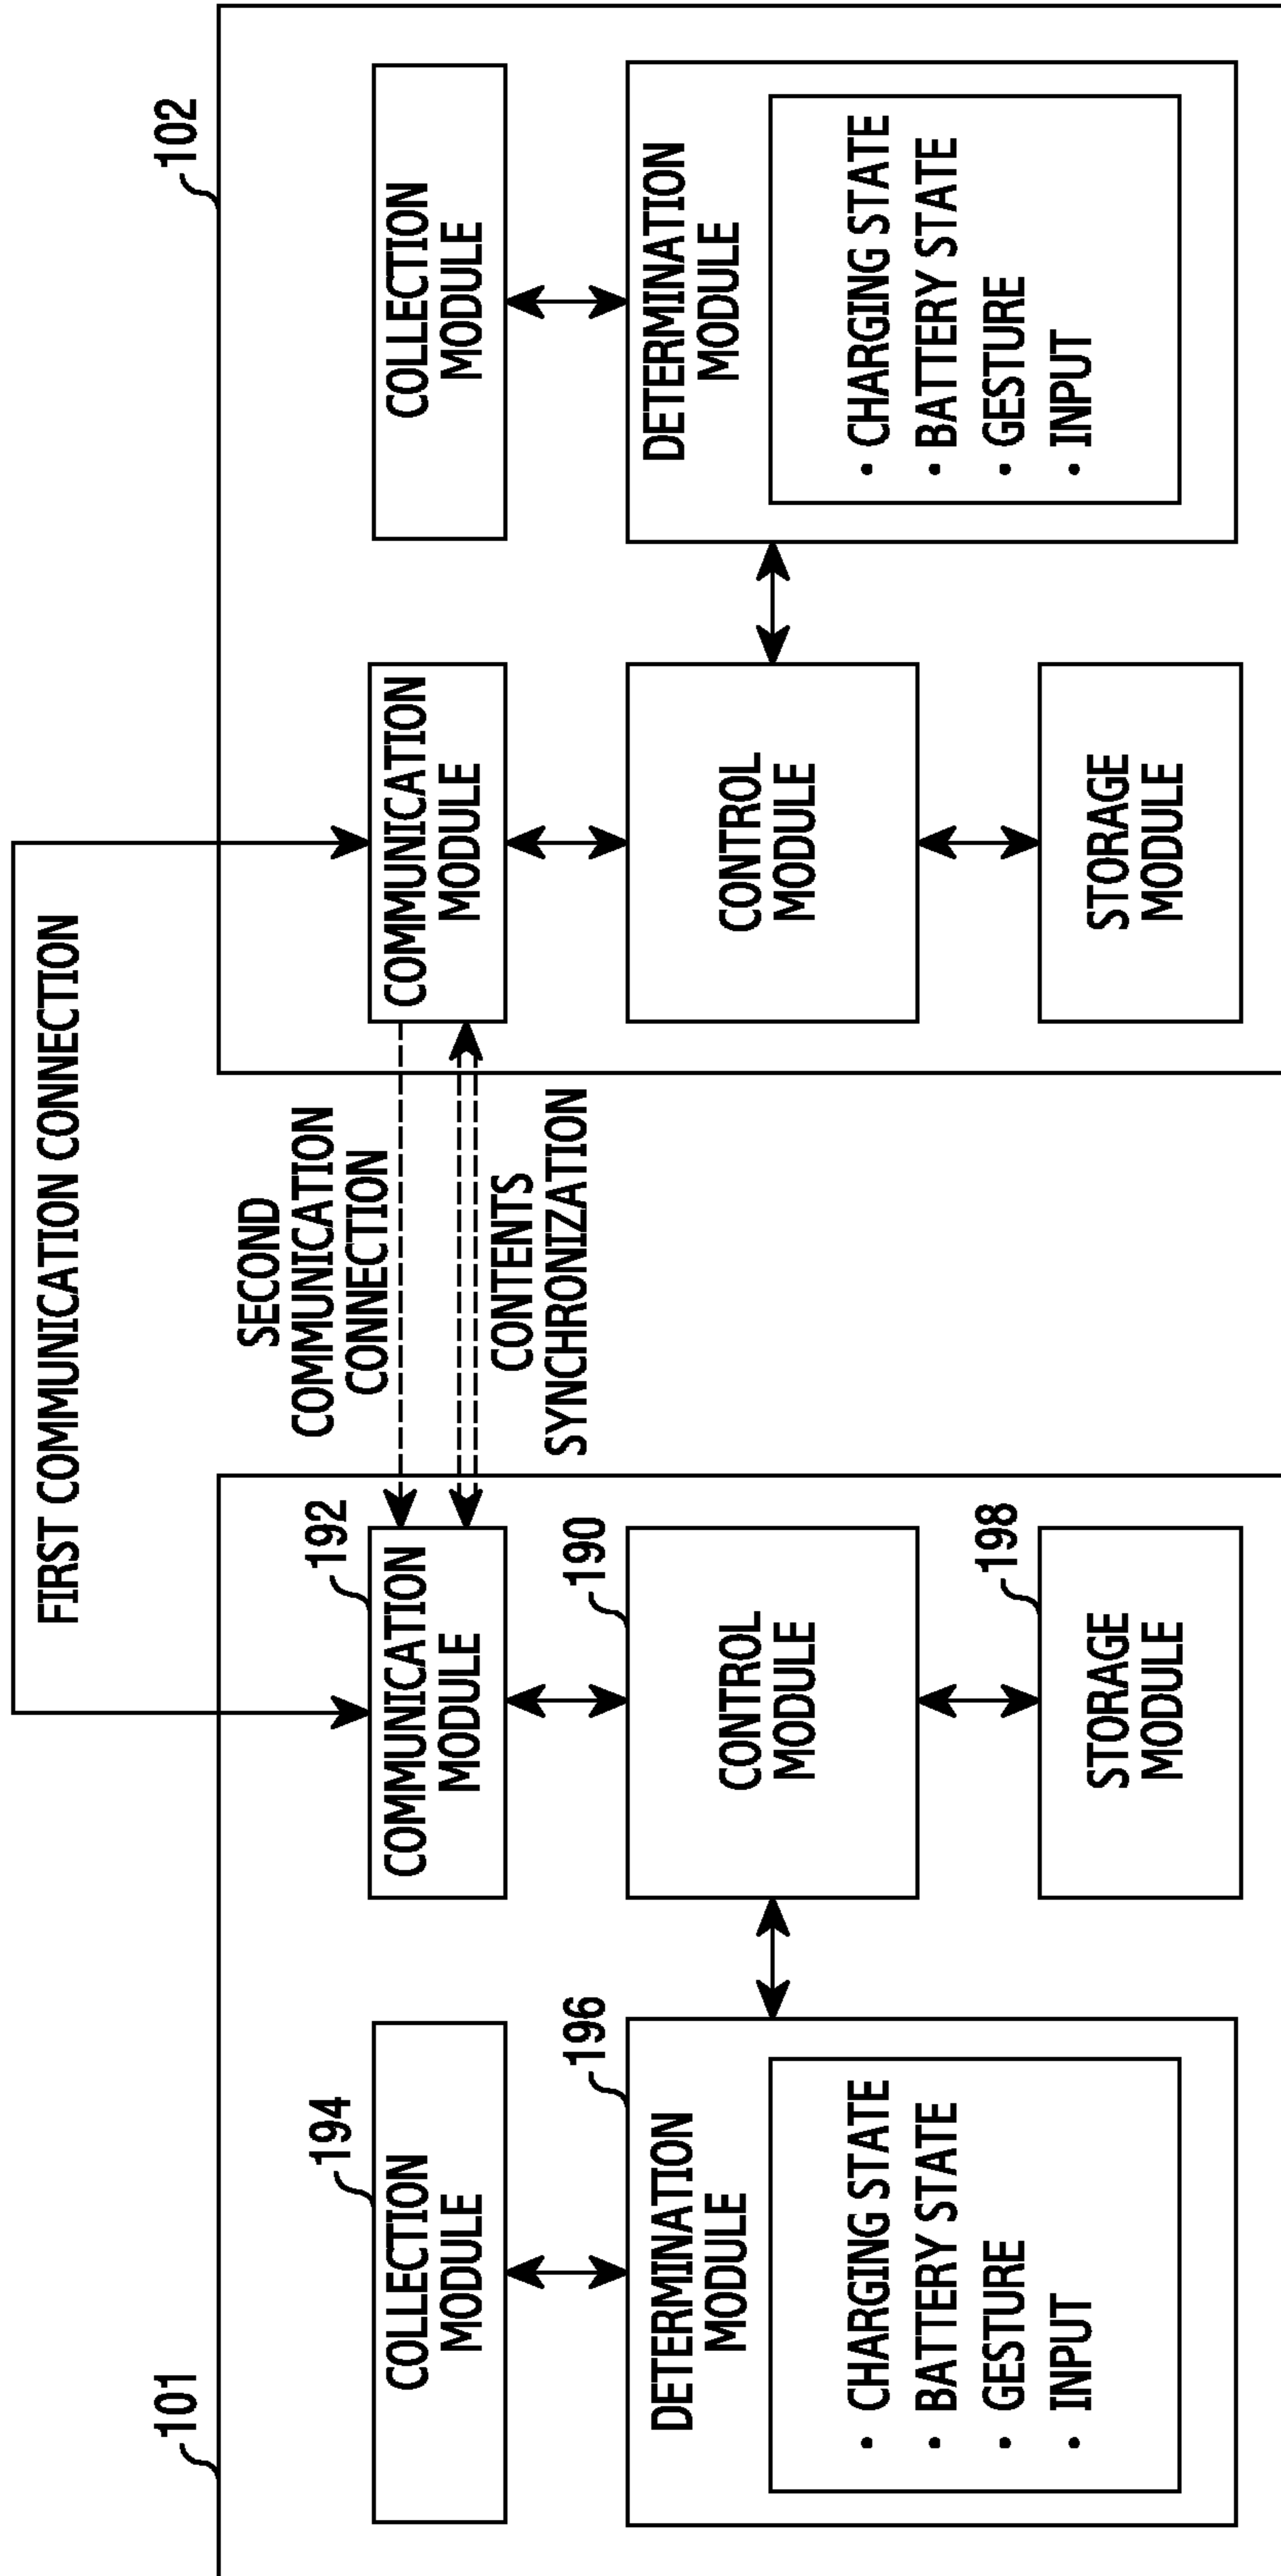 FIRST COMMUNICATION CONNECTION
101
194
COLLECTION
MODULE
196
DETERMINATION
MODULE
• CHARGING STATE
• BATTERY STATE
• GESTURE
• INPUT
192
COMMUNICATION
MODULE
190
CONTROL
MODULE
198
STORAGE
MODULE
SECOND
COMMUNICATION
CONNECTION
CONTENTS
SYNCHRONIZATION
102
COMMUNICATION
MODULE
CONTROL
MODULE
STORAGE
MODULE
COLLECTION
MODULE
DETERMINATION
MODULE
• CHARGING STATE
• BATTERY STATE
• GESTURE
• INPUT